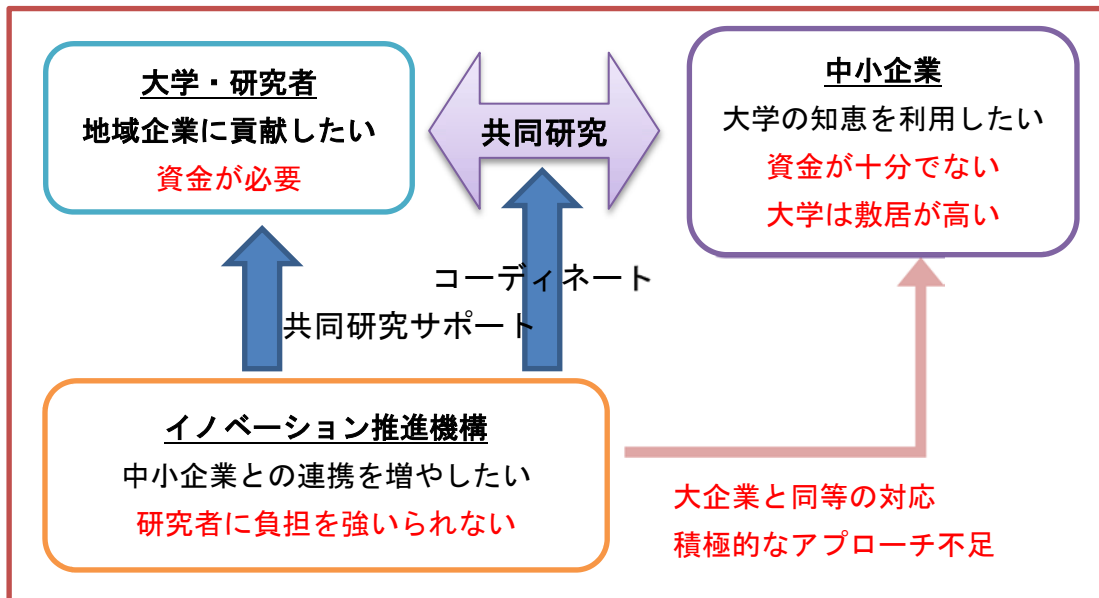 大学・研究者
地域企業に貢献したい
資金が必要
共同研究
中小企業
大学の知恵を利用したい
資金が十分でない
大学は敷居が高い
コーディネート
共同研究サポート
イノベーション推進機構
中小企業との連携を増やしたい
研究者に負担を強いられない
大企業と同等の対応
積極的なアプローチ不足